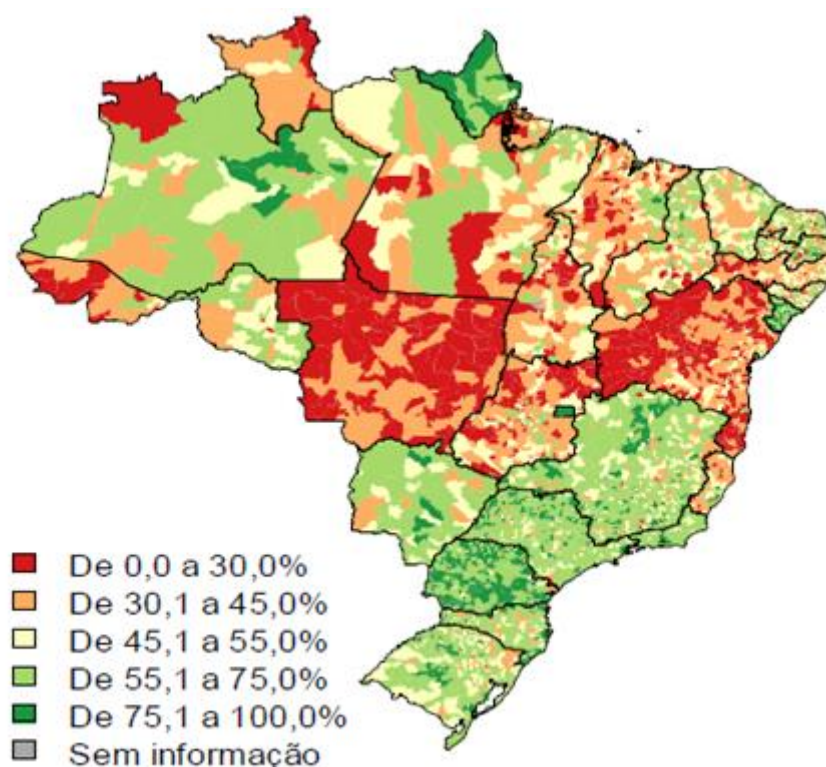 De 0,0 a 30,0%
De 30,1 a 45,0%
De 45,1 a 55,0%
De 55,1 a 75,0%
De 75,1 a 100,0%
Sem informação